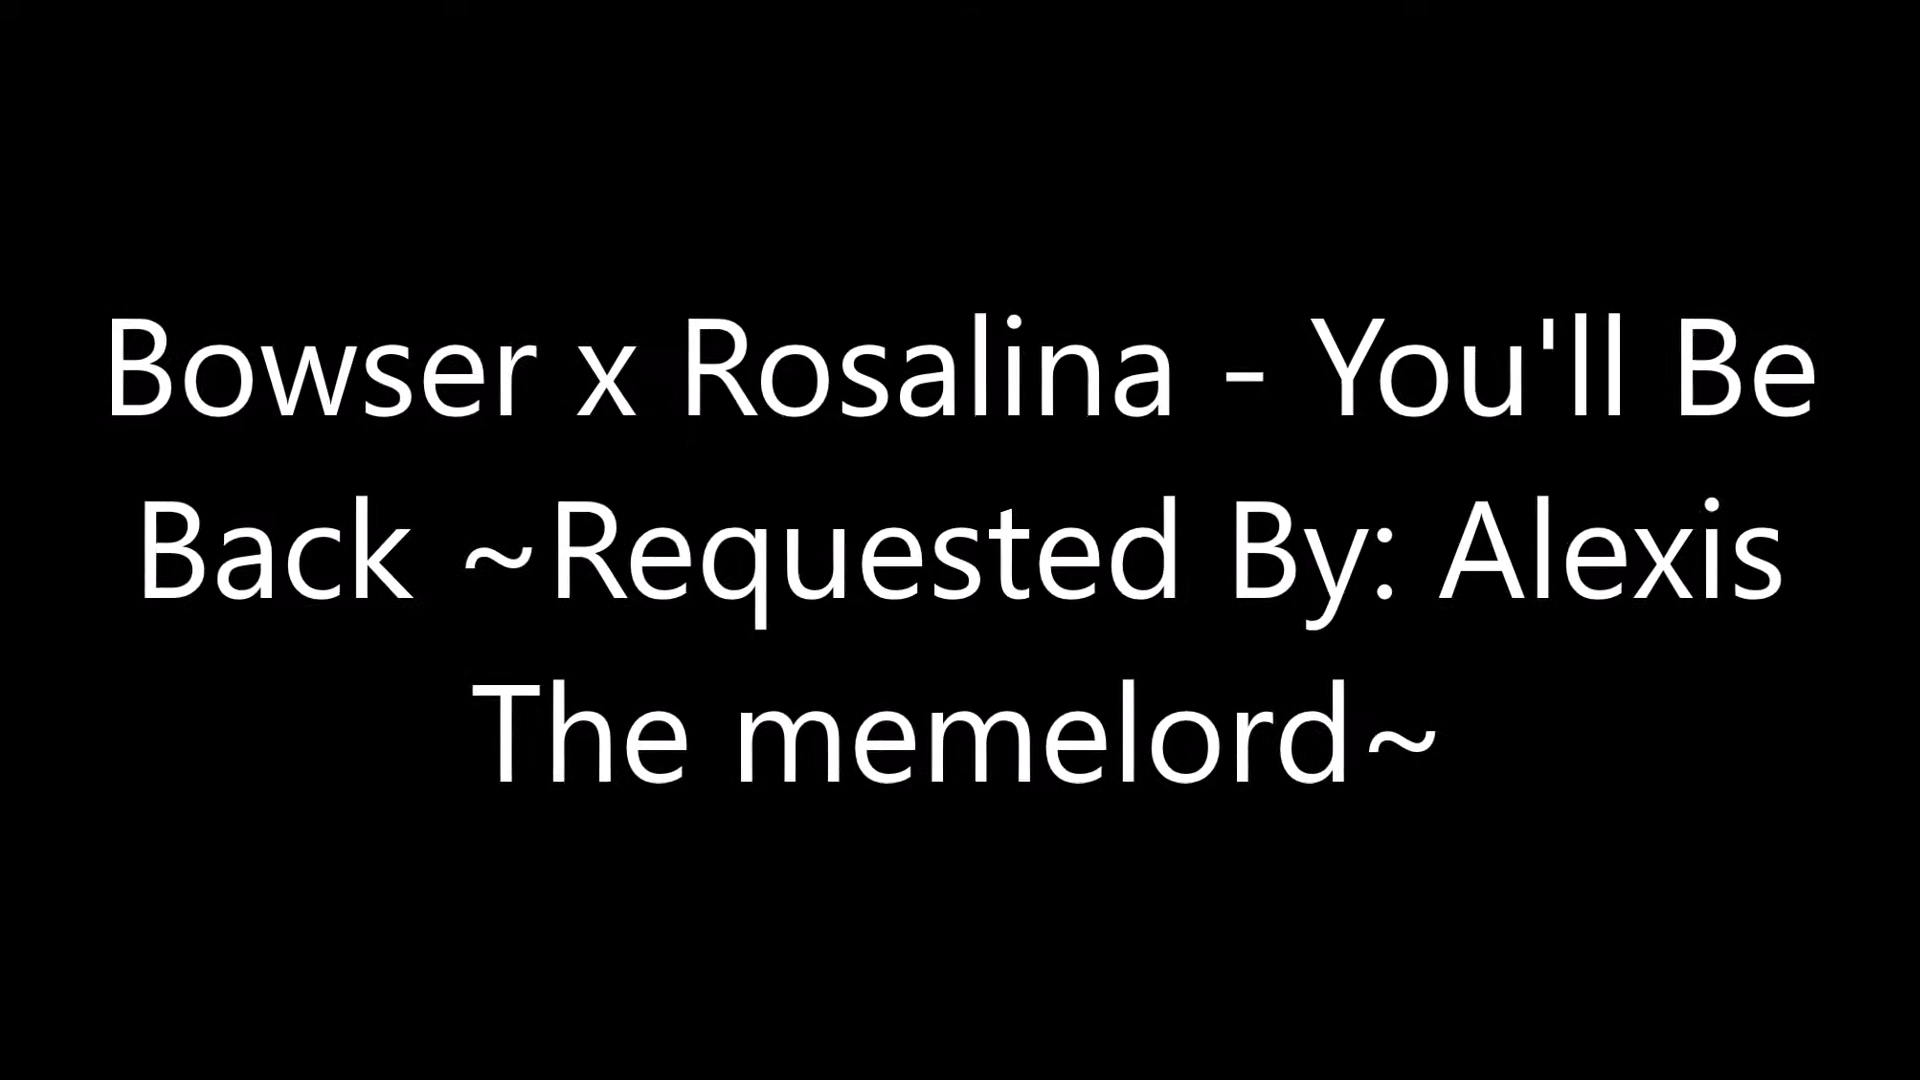 Bowser x Rosalina - You'll Be
Back ~Requested By: Alexis
The memelord~